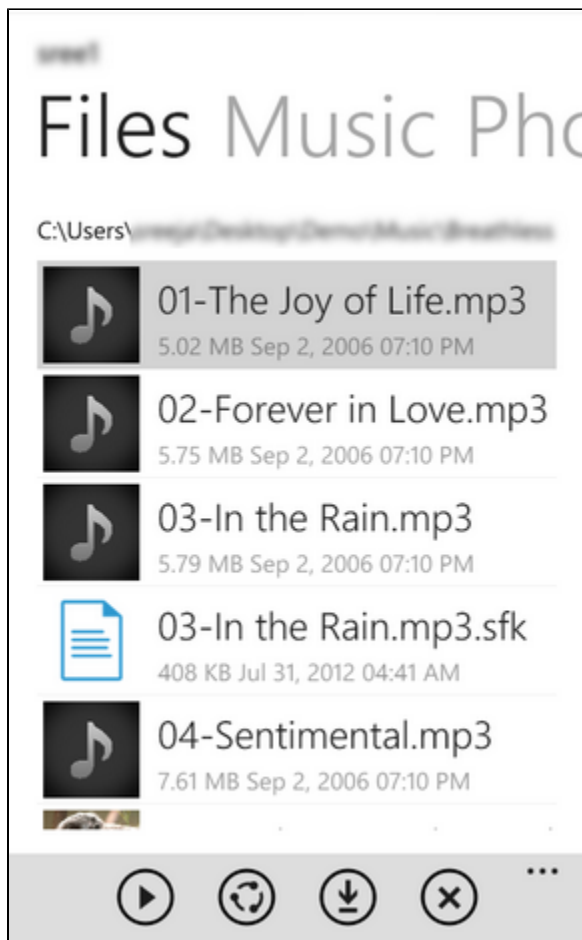 Files Music Pho
C:\Users\
01-The Joy of Life.mp3
5.02 MB Sep 2, 2006 07:10 PM
02-Forever in Love.mp3
5.75 MB Sep 2, 2006 07:10 PM
03-In the Rain.mp3
5.79 MB Sep 2, 2006 07:10 PM
03-In the Rain.mp3.sfk
408 KB Jul 31, 2012 04:41 AM
04-Sentimental.mp3
7.61 MB Sep 2, 2006 07:10 PM